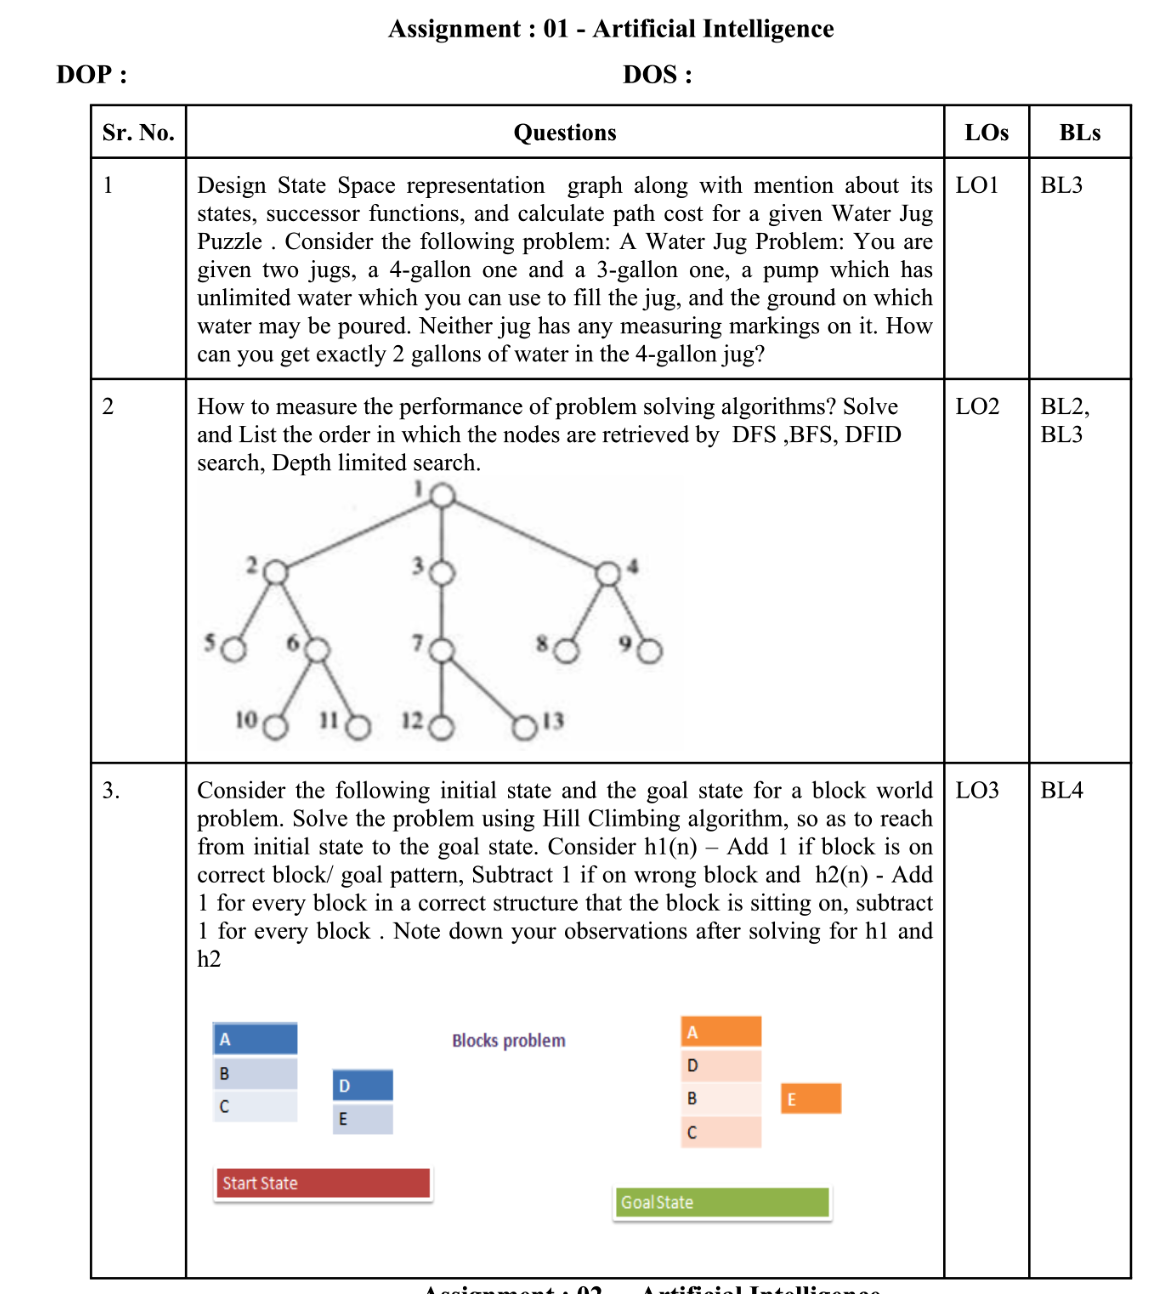 Assignment : 01 - Artificial Intelligence
DOP : DOS :
Sr. No. Questions LOs BLs
1 Design State Space representation graph along with mention about its LO1 BL3
states, successor functions, and calculate path cost for a given Water Jug
Puzzle . Consider the following problem: A Water Jug Problem: You are
given two jugs, a 4-gallon one and a 3-gallon one, a pump which has
unlimited water which you can use to fill the jug, and the ground on which
water may be poured. Neither jug has any measuring markings on it. How
can you get exactly 2 gallons of water in the 4-gallon jug?
2 How to measure the performance of problem solving algorithms? Solve LO2 BL2,
and List the order in which the nodes are retrieved by DFS ,BFS, DFID BL3
search, Depth limited search.
1
2 3 4
5 6 7 8 9
10 11 12 13
3. Consider the following initial state and the goal state for a block world LO3 BL4
problem. Solve the problem using Hill Climbing algorithm, so as to reach
from initial state to the goal state. Consider h1(n) – Add 1 if block is on
correct block/ goal pattern, Subtract 1 if on wrong block and h2(n) - Add
1 for every block in a correct structure that the block is sitting on, subtract
1 for every block . Note down your observations after solving for h1 and
h2
A Blocks problem A
B D D
C E B E
C
Start State
Goal State
Assignment : 02 Artificial Intelligence